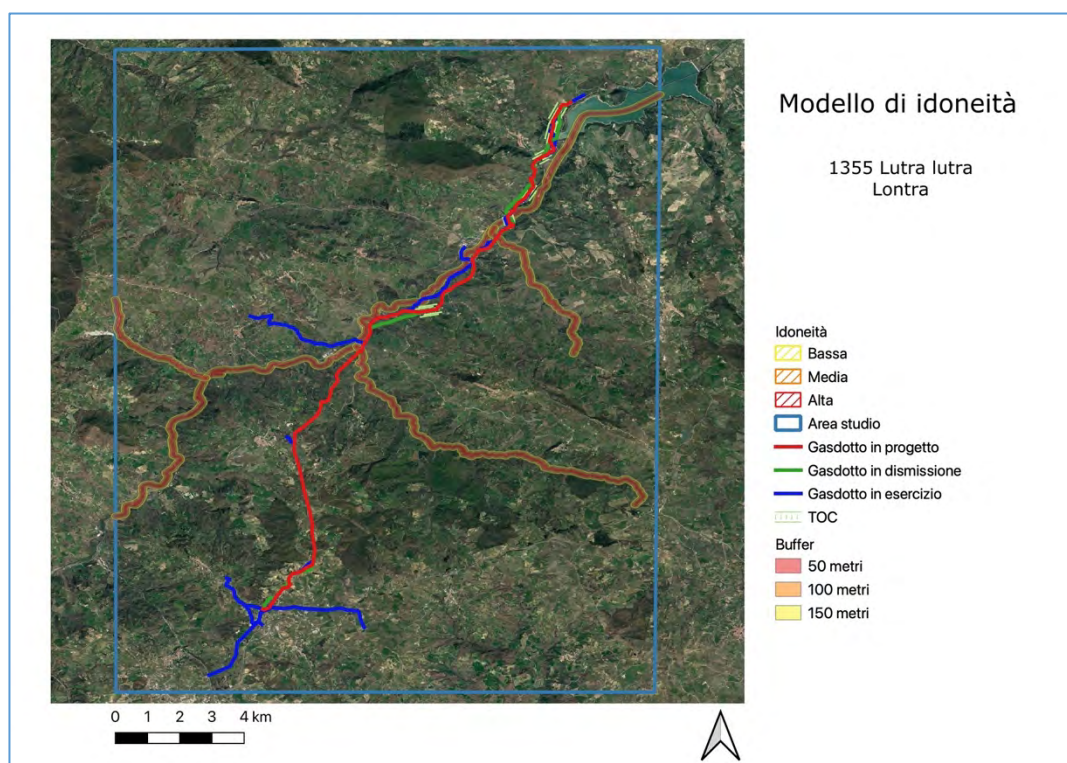 Modello di idoneità
1355 Lutra lutra
Lontra
Idoneità
Bassa
Media
Alta
Area studio
Gasdotto in progetto
Gasdotto in dismissione
Gasdotto in esercizio
TOC
Buffer
50 metri
100 metri
150 metri
0 1 2 3 4 km